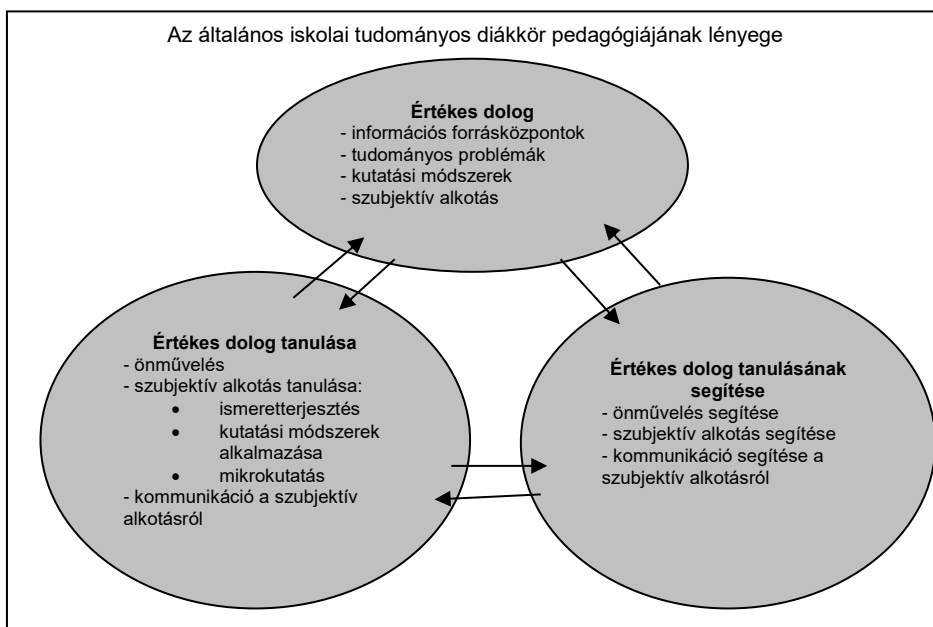 Az általános iskolai tudományos diákkör pedagógiájának lényege
Értékes dolog
- információs forrásközpontok
- tudományos problémák
- kutatási módszerek
- szubjektív alkotás
Értékes dolog tanulása
- önművelés
- szubjektív alkotás tanulása:
• ismeretterjesztés
• kutatási módszerek
alkalmazása
• mikrokutatás
- kommunikáció a szubjektív
alkotásról
Értékes dolog tanulásának
segítése
- önművelés segítése
- szubjektív alkotás segítése
- kommunikáció segítése a
szubjektív alkotásról